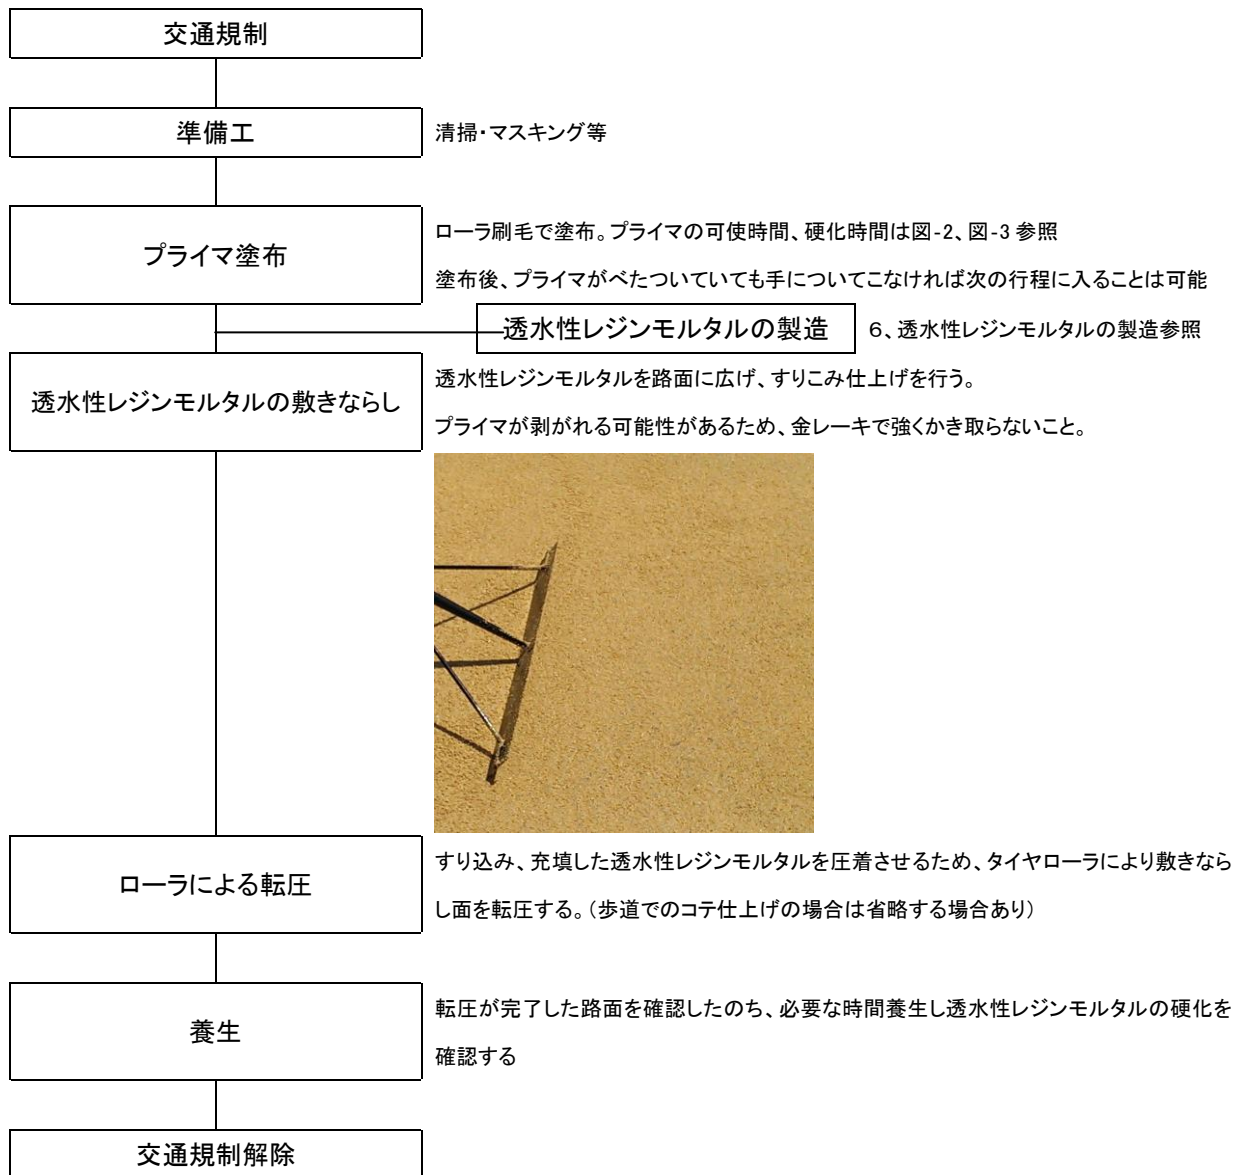 交通規制
準備工
清掃・マスキング等
プライマ塗布
ローラ刷毛で塗布。プライマの可使時間、硬化時間は図-2、図-3 参照
塗布後、プライマがべたついていても手についてこなければ次の行程に入ることは可能
透水性レジンモルタルの製造
６、透水性レジンモルタルの製造参照
透水性レジンモルタルの敷きならし
透水性レジンモルタルを路面に広げ、すりこみ仕上げを行う。
プライマが剥がれる可能性があるため、金レーキで強くかき取らないこと。
ローラによる転圧
すり込み、充填した透水性レジンモルタルを圧着させるため、タイヤローラにより敷きなら
し面を転圧する。（歩道でのコテ仕上げの場合は省略する場合あり）
養生
転圧が完了した路面を確認したのち、必要な時間養生し透水性レジンモルタルの硬化を
確認する
交通規制解除